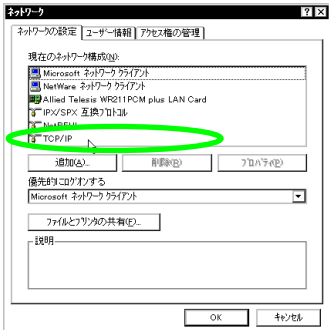 ネットワーク
ネットワークの設定 ユーザー情報 アクセス権の管理
現在のネットワーク構成(N):
Microsoft ネットワーク クライアント
NetWare ネットワーク クライアント
Allied Telesis WR211PCM plus LAN Card
IPX/SPX 互換プロトコル
NetBEUI
TCP/IP
追加(A)... 削除(R) プロパティ(P)
優先的にログオンする
Microsoft ネットワーク クライアント
ファイルとプリンタの共有(F)...
説明
OK キャンセル